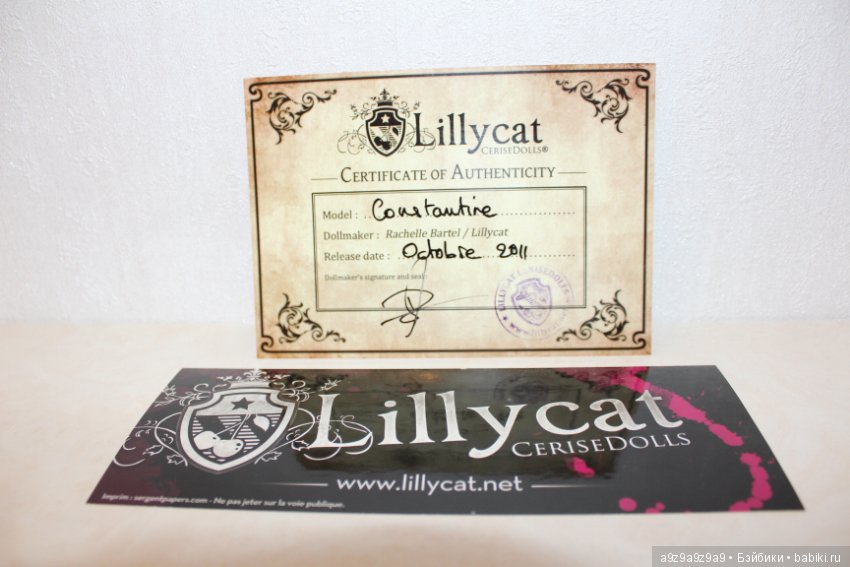 Lillycat
CERISEDOLLS®
CERTIFICATE OF AUTHENTICITY
Model : Constantine
Dollmaker : Rachelle Bartel / Lillycat
Release date : Octobre 2011
Dollmaker's signature and seal:
LILLYCAT CERISEDOLLS
Lillycat
CERISEDOLLS
www.lillycat.net
Imprim : sergentpapers.com - Ne pas jeter sur la voie publique.
a9z9a9z9a9 • Бэйбики • babiki.ru